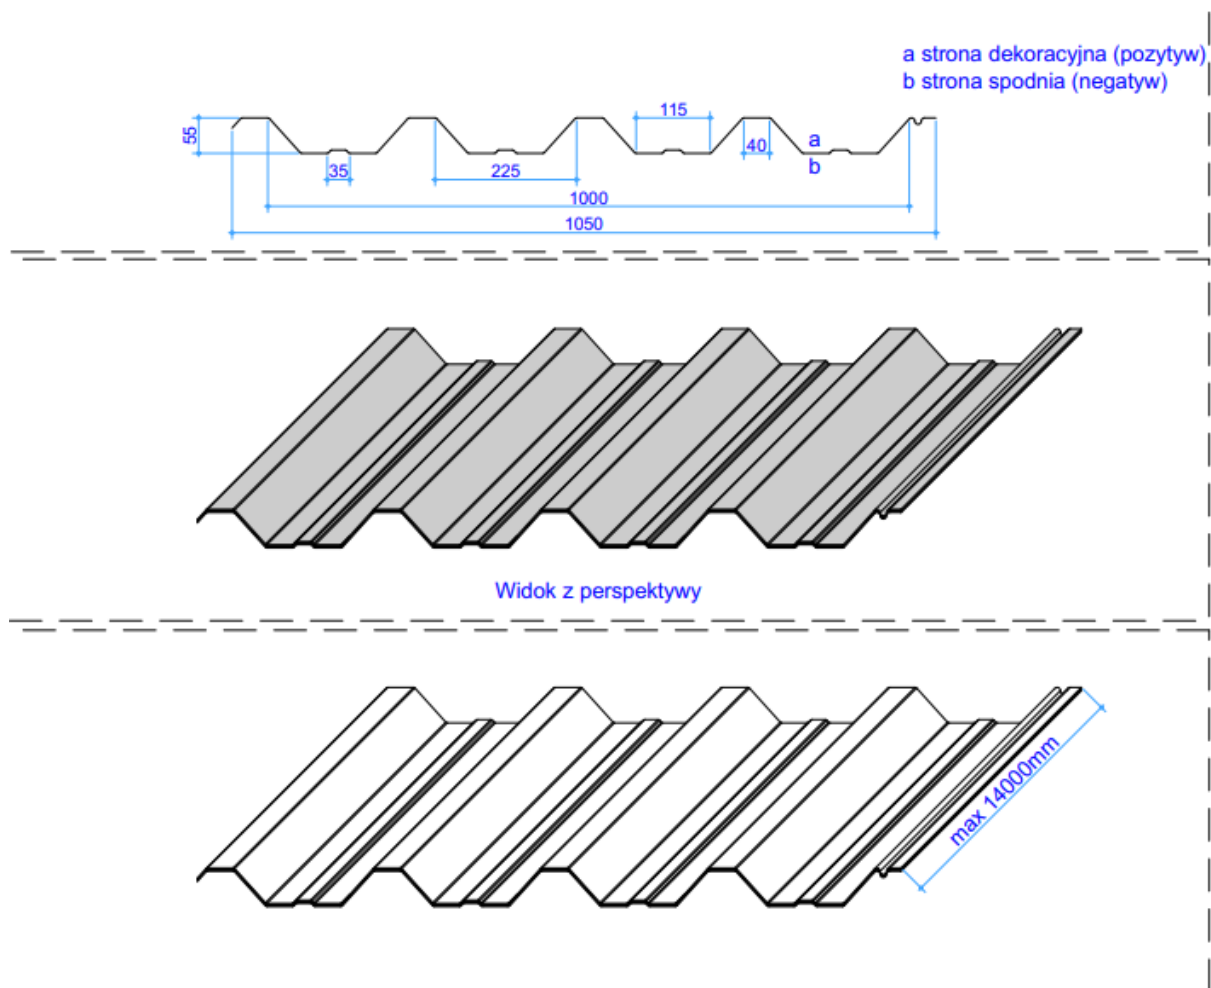 a strona dekoracyjna (pozytyw)
b strona spodnia (negatyw)
115
55
40
a
b
35
225
1000
1050
Widok z perspektywy
max 14000mm